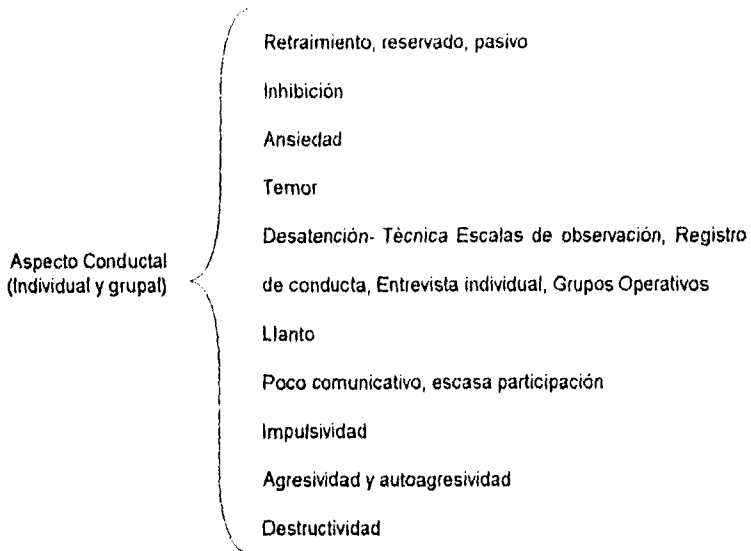 Retraimiento, reservado, pasivo
Inhibición
Ansiedad
Temor
Desatención- Tècnica Escalas de observación, Registro
Aspecto Conductal
(Individual y grupal)
de conducta, Entrevista individual, Grupos Operativos
Llanto
Poco comunicativo, escasa participación
Impulsividad
Agresividad y autoagresividad
Destructividad